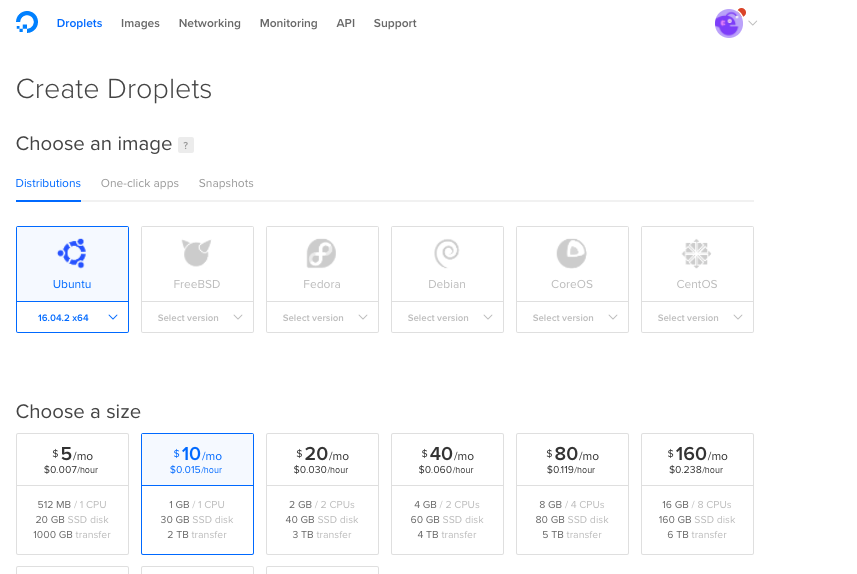 Droplets Images Networking Monitoring API Support
Create Droplets
Choose an image ?
Distributions One-click apps Snapshots
Ubuntu FreeBSD Fedora Debian CoreOS CentOS
16.04.2 x64 Select version Select version Select version Select version Select version
Choose a size
$5/mo $10/mo $20/mo $40/mo $80/mo $160/mo
$0.007/hour $0.015/hour $0.030/hour $0.060/hour $0.119/hour $0.238/hour
512 MB / 1 CPU 1 GB / 1 CPU 2 GB / 2 CPUs 4 GB / 2 CPUs 8 GB / 4 CPUs 16 GB / 8 CPUs
20 GB SSD disk 30 GB SSD disk 40 GB SSD disk 60 GB SSD disk 80 GB SSD disk 160 GB SSD disk
1000 GB transfer 2 TB transfer 3 TB transfer 4 TB transfer 5 TB transfer 6 TB transfer